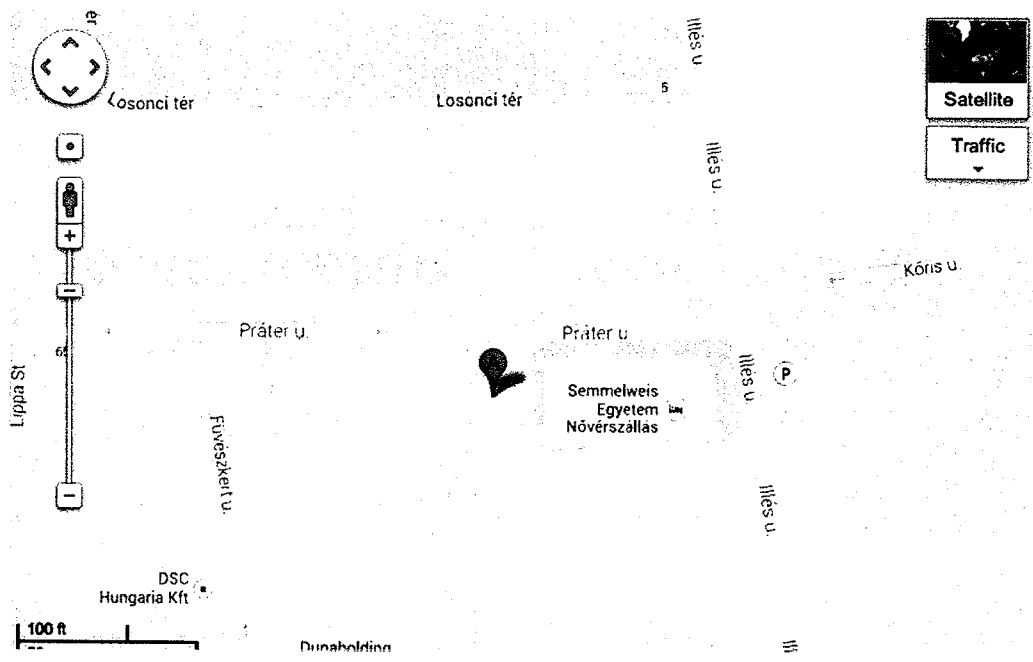 ér
Illés u.
Losonci tér
Losonci tér
5
Satellite
Traffic
Illés u.
Kőris u.
Práter u.
Práter u
Lippa St
Illés u.
P
Semmelweis
Egyetem
Nővérszállás
Füvészkert u.
Illés u.
DSC
Hungaria Kft
100 ft
Dunaholding